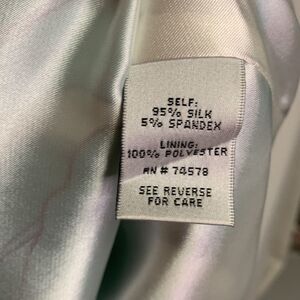 SELF:
95% SILK
5% SPANDEX
LINING:
100% POLYESTER
RN # 74578
SEE REVERSE
FOR CARE